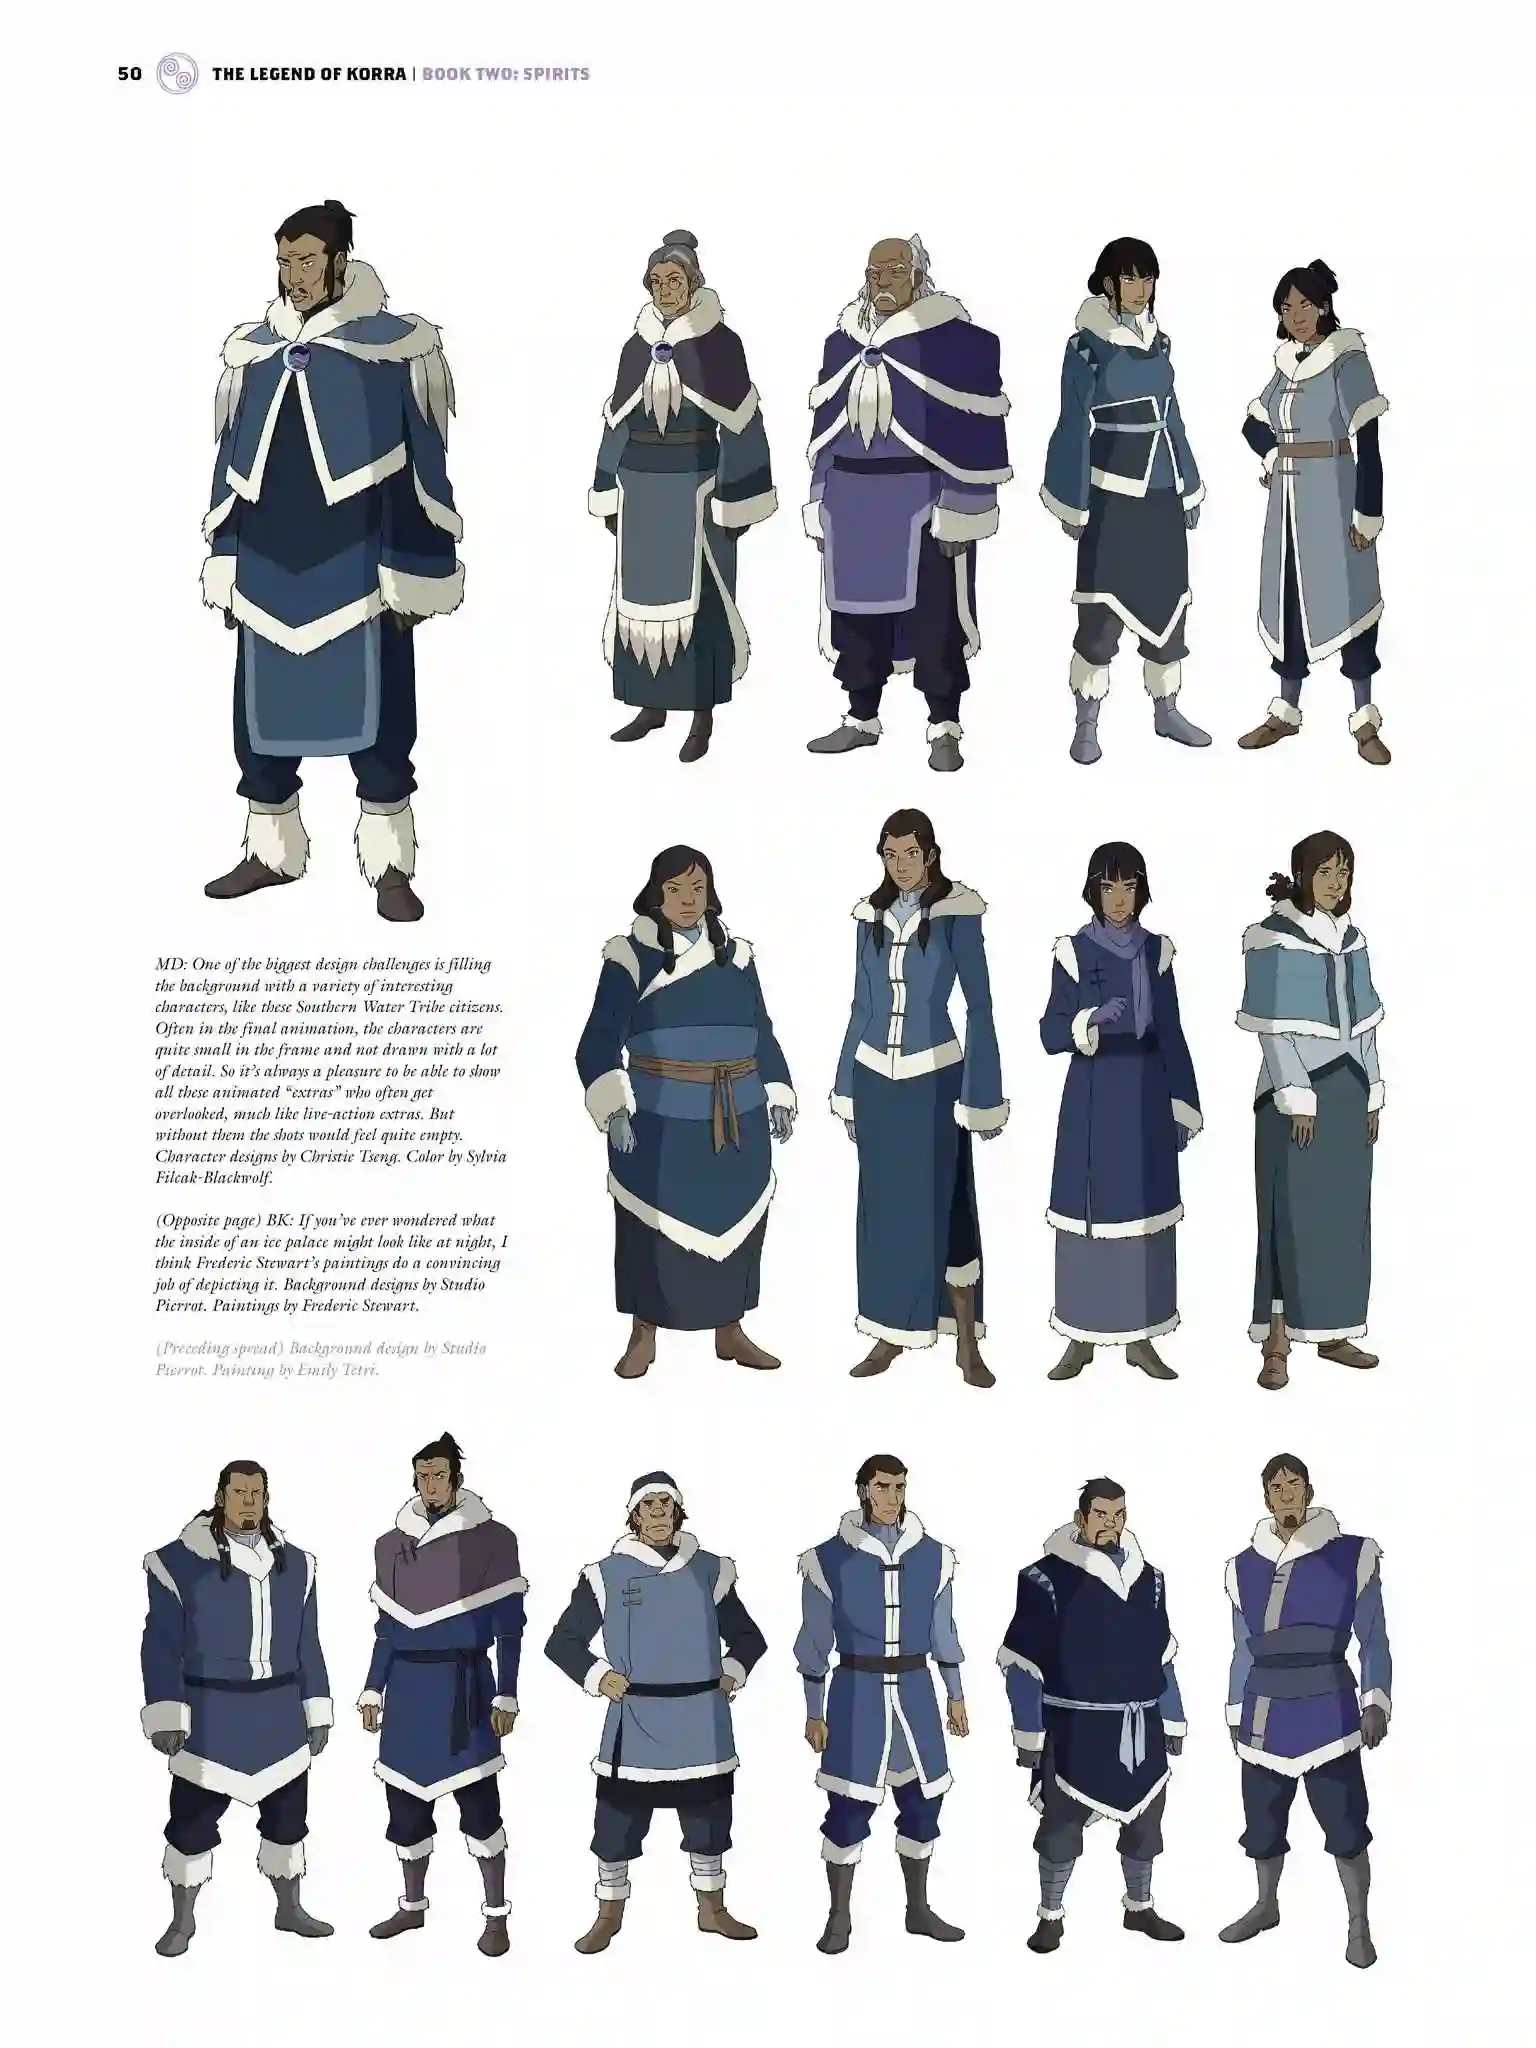 50 THE LEGEND OF KORRA | BOOK TWO: SPIRITS
MD: One of the biggest design challenges is filling
the background with a variety of interesting
characters, like these Southern Water Tribe citizens.
Often in the final animation, the characters are
quite small in the frame and not drawn with a lot
of detail. So it's always a pleasure to be able to show
all these animated “extras” who often get
overlooked, much like live-action extras. But
without them the shots would feel quite empty.
Character designs by Christie Tseng. Color by Sylvia
Filcak-Blackwolf.
(Opposite page) BK: If you've ever wondered what
the inside of an ice palace might look like at night, I
think Frederic Stewart's paintings do a convincing
job of depicting it. Background designs by Studio
Pierrot. Paintings by Frederic Stewart.
(Preceding spread) Background design by Studio
Pierrot. Painting by Emily Tetri.